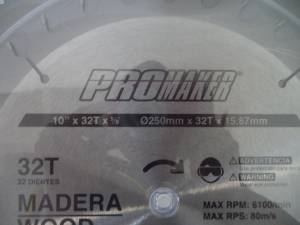 PROMAKER
10" x 32T x ⅝" Ø250mm x 32T x 15.87mm
32T
32 DIENTES
ADVERTENCIA
WARNING
MADERA
MAX RPM: 6100/min
WOOD
MAX RPS: 80m/s